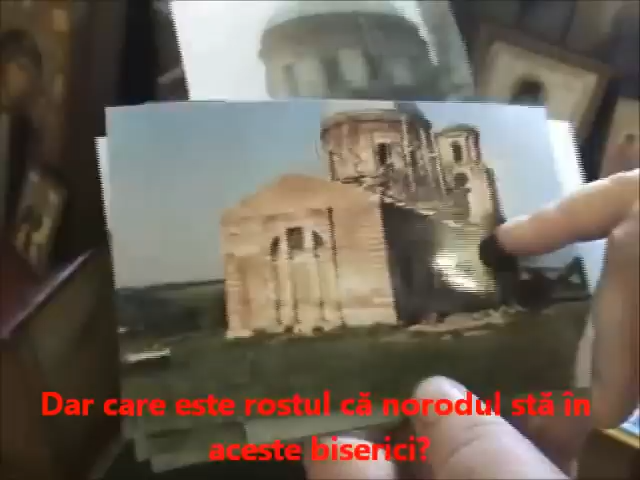 Dar care este rostul că norodul stă în
aceste biserici?